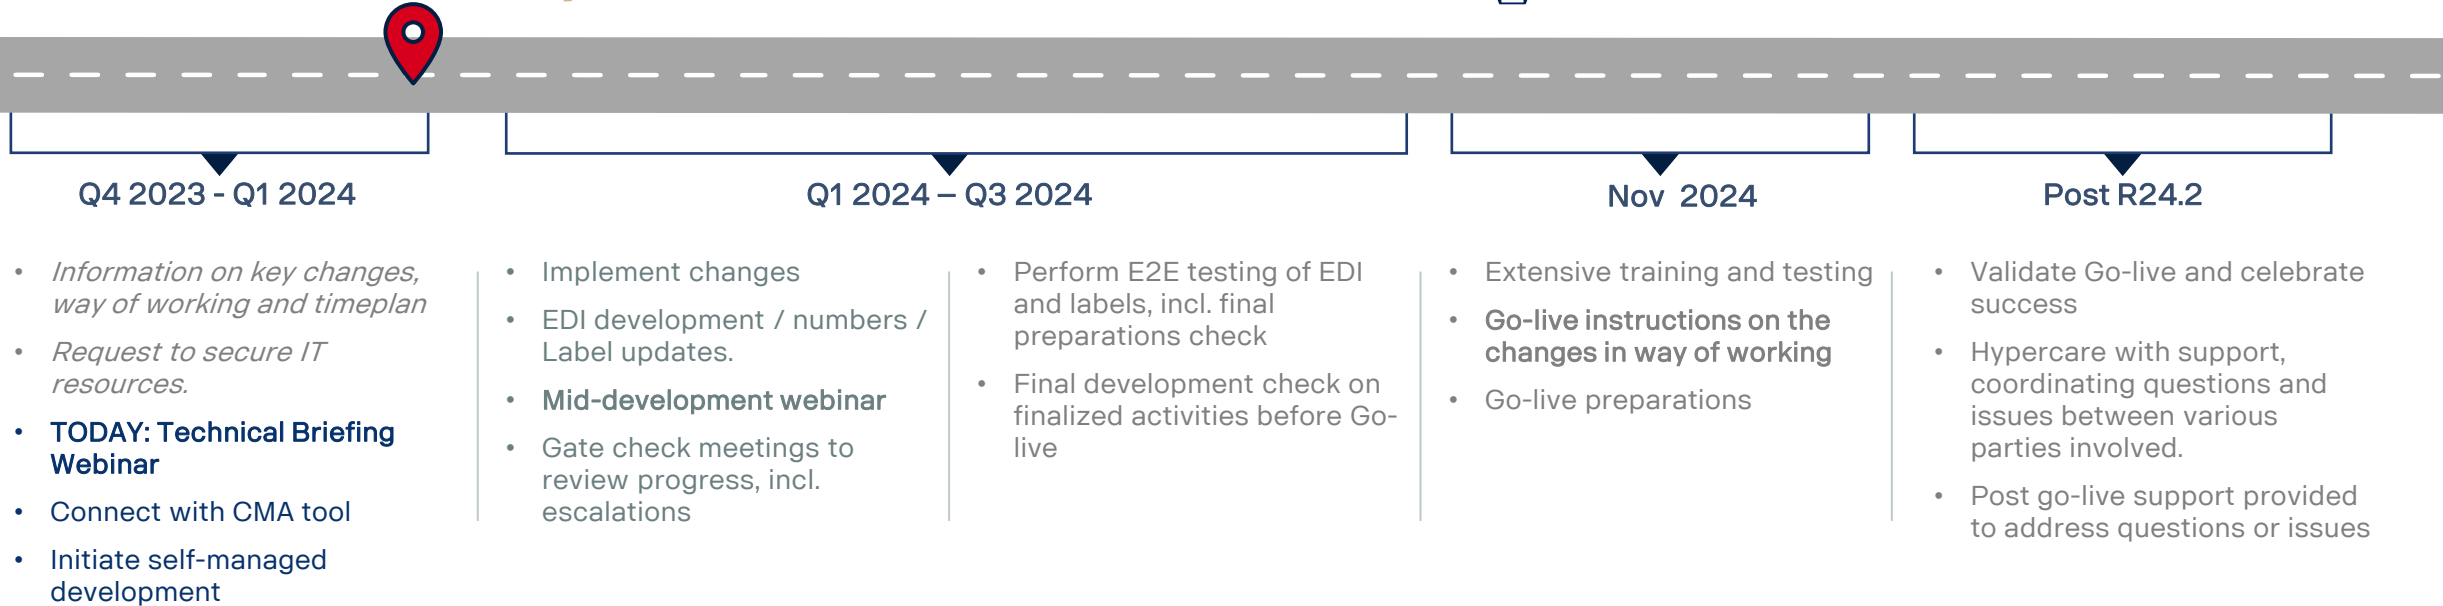 Q4 2023 - Q1 2024
• Information on key changes,
way of working and timeplan
• Request to secure IT
resources.
• TODAY: Technical Briefing
Webinar
• Connect with CMA tool
• Initiate self-managed
development
Q1 2024 – Q3 2024
• Implement changes
• EDI development / numbers /
Label updates.
• Mid-development webinar
• Gate check meetings to
review progress, incl.
escalations
• Perform E2E testing of EDI
and labels, incl. final
preparations check
• Final development check on
finalized activities before Go-
live
Nov 2024
• Extensive training and testing
• Go-live instructions on the
changes in way of working
• Go-live preparations
Post R24.2
• Validate Go-live and celebrate
success
• Hypercare with support,
coordinating questions and
issues between various
parties involved.
• Post go-live support provided
to address questions or issues